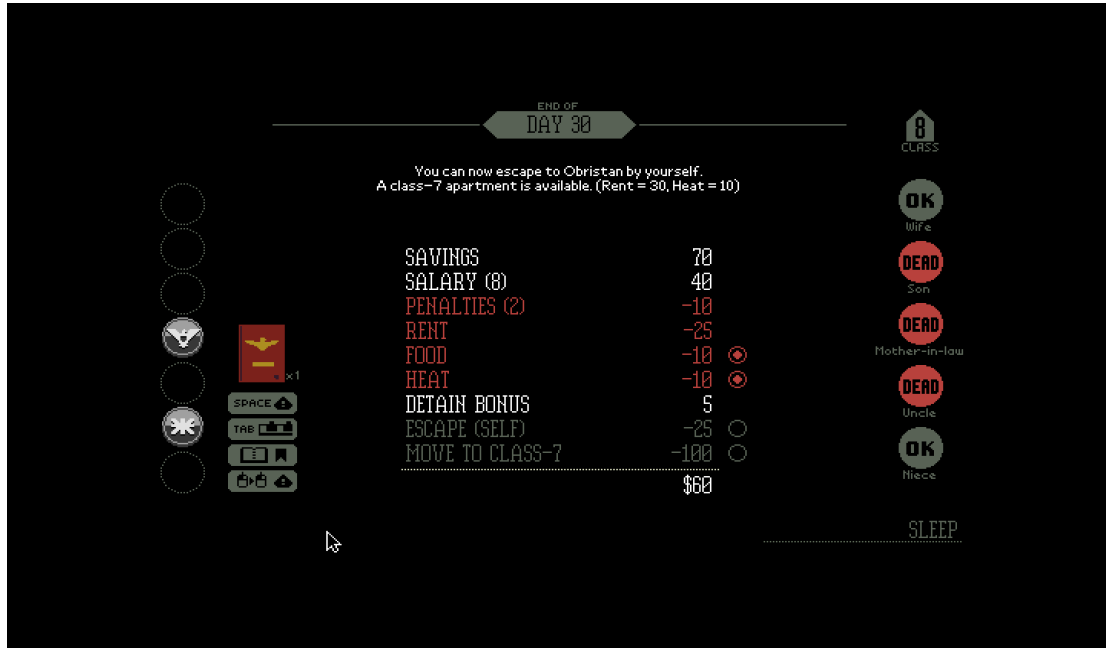 END OF
DAY 30
8
CLASS
You can now escape to Obristan by yourself.
A class-7 apartment is available. (Rent = 30, Heat = 10)
OK
Wife
SAVINGS 70
SALARY (8) 40
DEAD
Son
PENALTIES (2) -10
RENT -25
DEAD
Mother-in-law
FOOD -10
x1
HEAT -10
DEAD
Uncle
SPACE
DETAIN BONUS 5
TAB
ESCAPE (SELF) -25
OK
Niece
MOVE TO CLASS-7 -100
$60
SLEEP